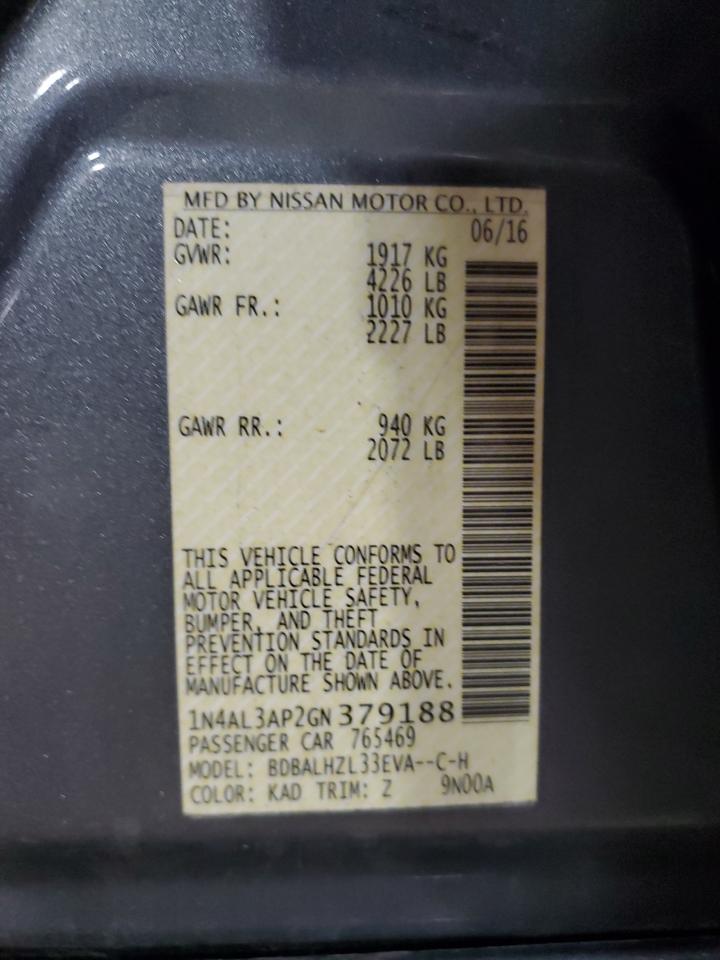 MFD BY NISSAN MOTOR CO., LTD.
DATE: 06/16
GVWR: 1917 KG
4226 LB
GAWR FR.: 1010 KG
2227 LB
GAWR RR.: 940 KG
2072 LB
THIS VEHICLE CONFORMS TO
ALL APPLICABLE FEDERAL
MOTOR VEHICLE SAFETY,
BUMPER, AND THEFT
PREVENTION STANDARDS IN
EFFECT ON THE DATE OF
MANUFACTURE SHOWN ABOVE.
1N4AL3AP2GN379188
PASSENGER CAR 765469
MODEL: BDBALHZL33EVA--C-H
COLOR: KAD TRIM: Z 9N00A